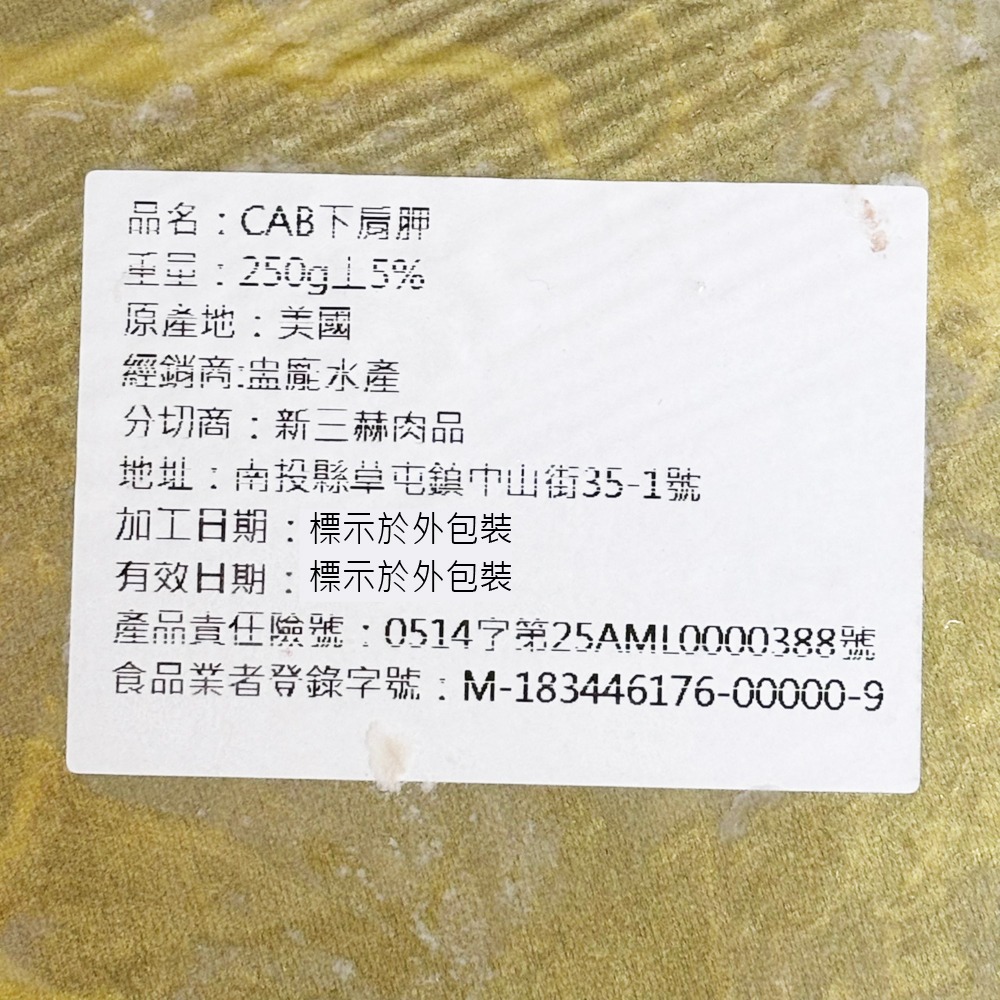 品名：CAB下肩胛
重量：250g±5%
原產地：美國
經銷商:盅龐水產
分切商：新三赫肉品
地址：南投縣草屯鎮中山街35-1號
加工日期：標示於外包裝
有效日期：標示於外包裝
產品責任險號：0514字第25AML0000388號
食品業者登錄字號：M-183446176-00000-9